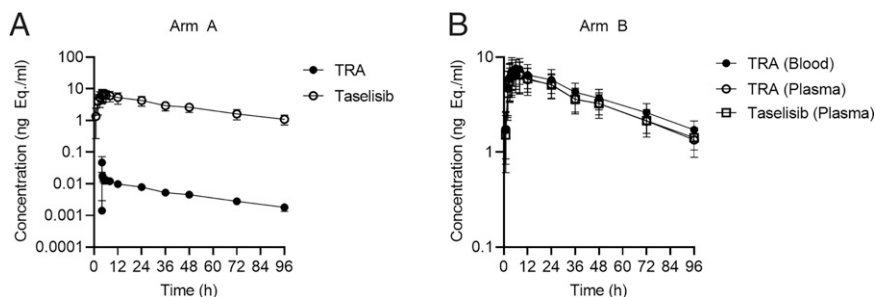 A
Arm A
Concentration (ng Eq./ml)
100
10
1
0.1
0.01
0.001
0.0001
0 12 24 36 48 60 72 84 96
Time (h)
TRA
Taselisib
B
Arm B
Concentration (ng Eq./ml)
10
1
0.1
0 12 24 36 48 60 72 84 96
Time (h)
TRA (Blood)
TRA (Plasma)
Taselisib (Plasma)